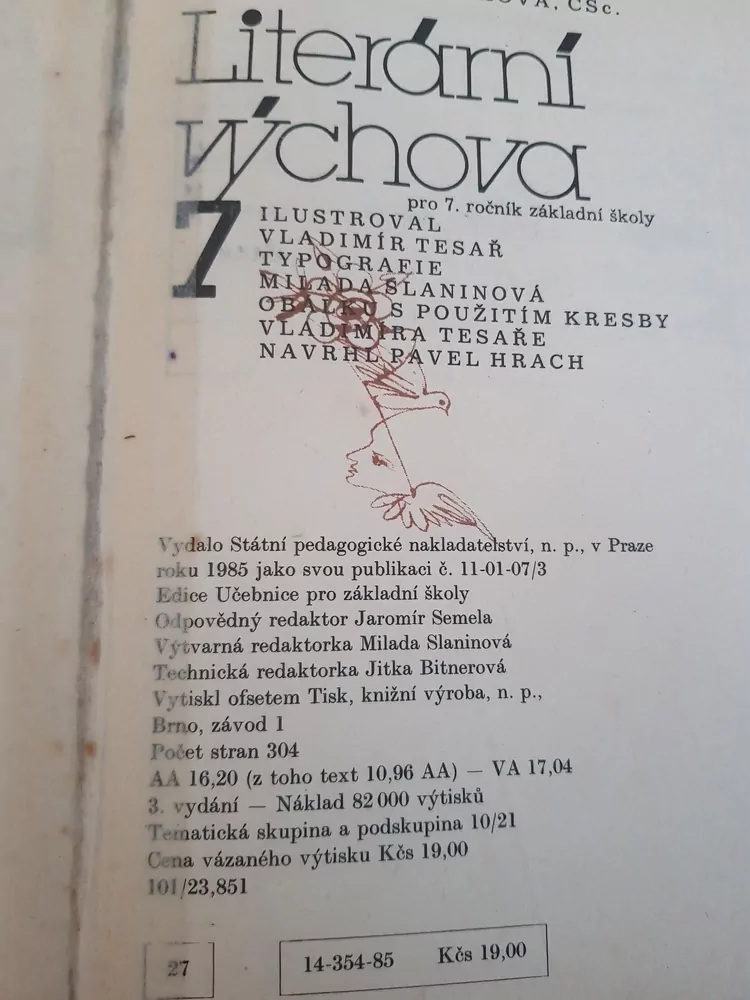 CSc.
Literární
výchova
pro 7. ročník základní školy
7
ILUSTROVAL
VLADIMÍR TESAŘ
TYPOGRAFIE
MILADA SLANINOVÁ
OBÁLKU S POUŽITÍM KRESBY
VLADIMÍRA TESAŘE
NAVRHL PAVEL HRACH
Vydalo Státní pedagogické nakladatelství, n. p., v Praze
roku 1985 jako svou publikaci č. 11-01-07/3
Edice Učebnice pro základní školy
Odpovědný redaktor Jaromír Semela
Výtvarná redaktorka Milada Slaninová
Technická redaktorka Jitka Bitnerová
Vytiskl ofsetem Tisk, knižní výroba, n. p.,
Brno, závod 1
Počet stran 304
AA 16,20 (z toho text 10,96 AA) — VA 17,04
3. vydání — Náklad 82 000 výtisků
Tematická skupina a podskupina 10/21
Cena vázaného výtisku Kčs 19,00
101/23,851
27
14-354-85 Kčs 19,00